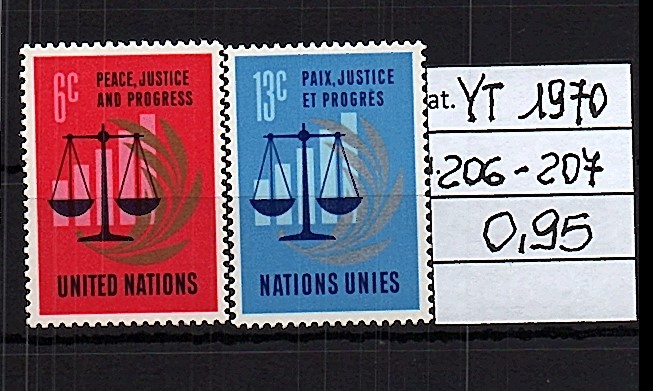 6c
PEACE, JUSTICE
AND PROGRESS
UNITED NATIONS
13c
PAIX, JUSTICE
ET PROGRÈS
NATIONS UNIES
at. YT 1970
206-207
0,95